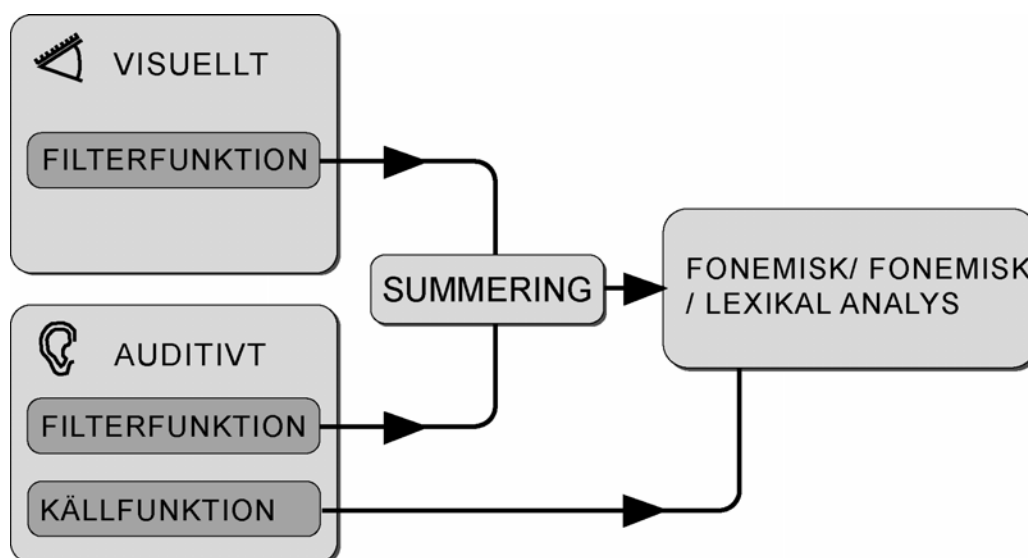 VISUELLT
FILTERFUNKTION
SUMMERING
FONEMISK/ FONEMISK
/ LEXIKAL ANALYS
AUDITIVT
FILTERFUNKTION
KÄLLFUNKTION